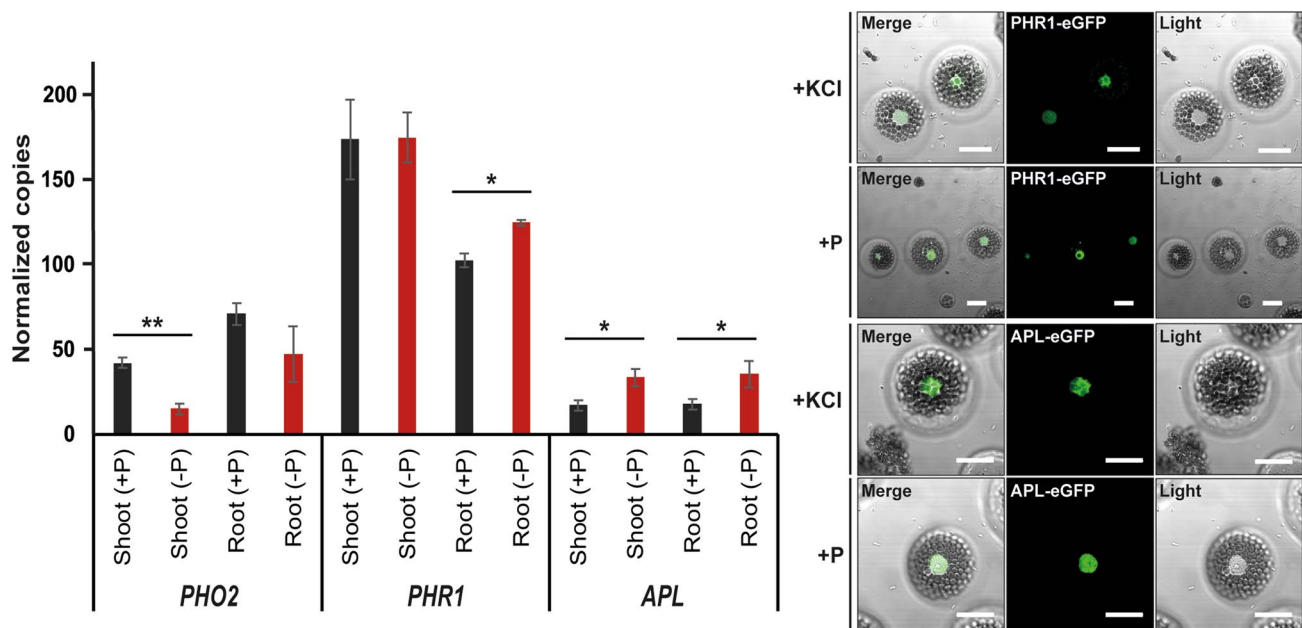 Normalized copies
200
150
100
50
0
**
*
*
*
Shoot (+P)
Shoot (-P)
Root (+P)
Root (-P)
Shoot (+P)
Shoot (-P)
Root (+P)
Root (-P)
Shoot (+P)
Shoot (-P)
Root (+P)
Root (-P)
PHO2
PHR1
APL
+KCl
Merge
PHR1-eGFP
Light
+P
Merge
PHR1-eGFP
Light
+KCl
Merge
APL-eGFP
Light
+P
Merge
APL-eGFP
Light